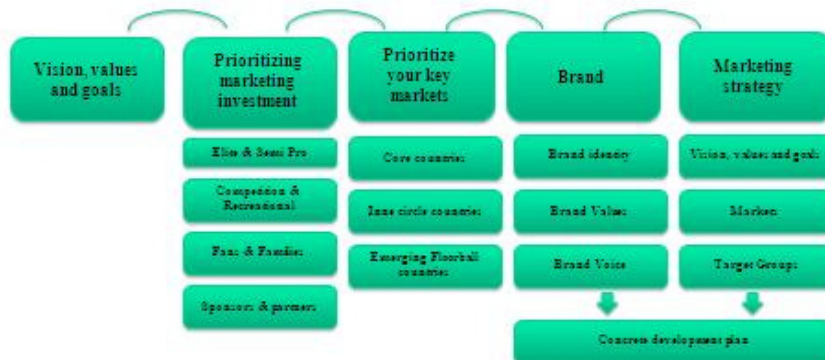 Vision, values
and goals
Prioritizing
marketing
investment
Elite & Semi Pro
Competition &
Recreational
Fans & Families
Sponsors & partners
Prioritize
your key
markets
Core countries
Inne circle countries
Emerging Floorball
countries
Brand
Brand identity
Brand Values
Brand Voice
Marketing
strategy
Vision, values and goals
Markets
Target Groups
Concrete development plan